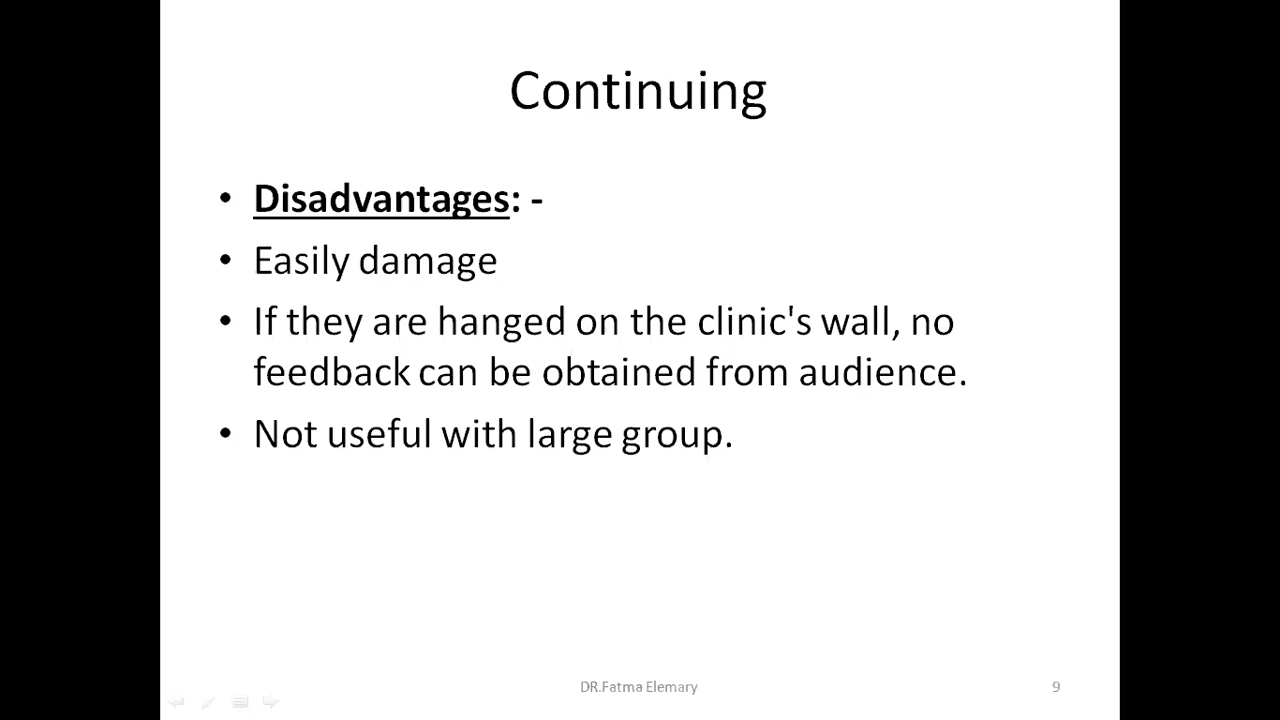 Continuing
• Disadvantages: -
• Easily damage
• If they are hanged on the clinic's wall, no
feedback can be obtained from audience.
• Not useful with large group.
DR.Fatma Elemary
9